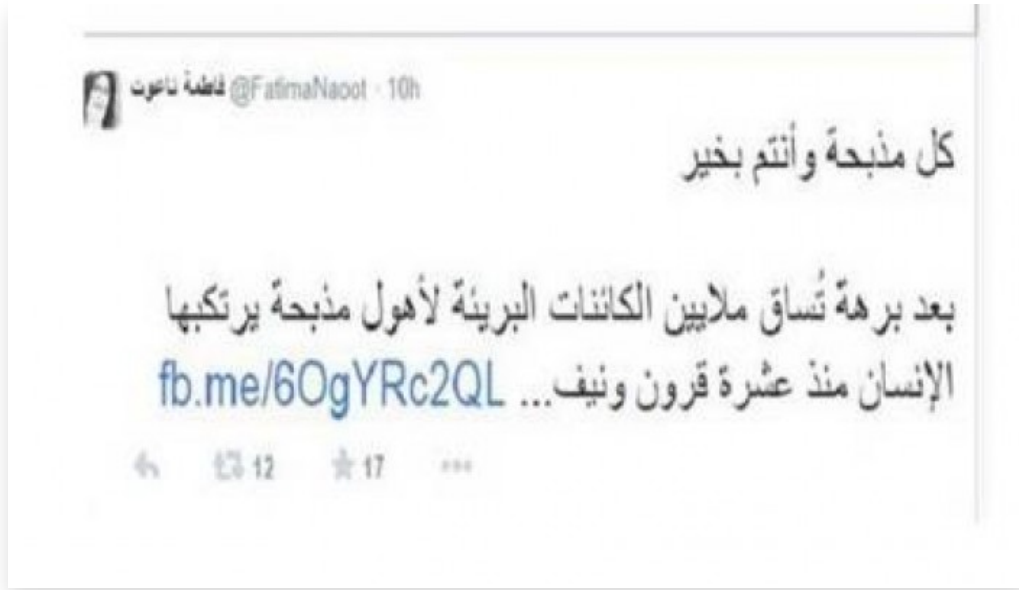 فاطمة ناعوت @FatimaNaoot · 10h
كل مذبحة وأنتم بخير
بعد برهة تُساق ملايين الكائنات البريئة لأهول مذبحة يرتكبها
الإنسان منذ عشرة قرون ونيف... fb.me/6OgYRc2QL
12 17